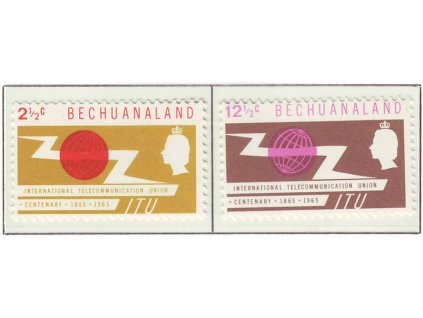 2½c BECHUANALAND
INTERNATIONAL TELECOMMUNICATION UNION
• CENTENARY • 1865 • 1965 ITU
12½c BECHUANALAND
INTERNATIONAL TELECOMMUNICATION UNION
• CENTENARY • 1865 • 1965 ITU